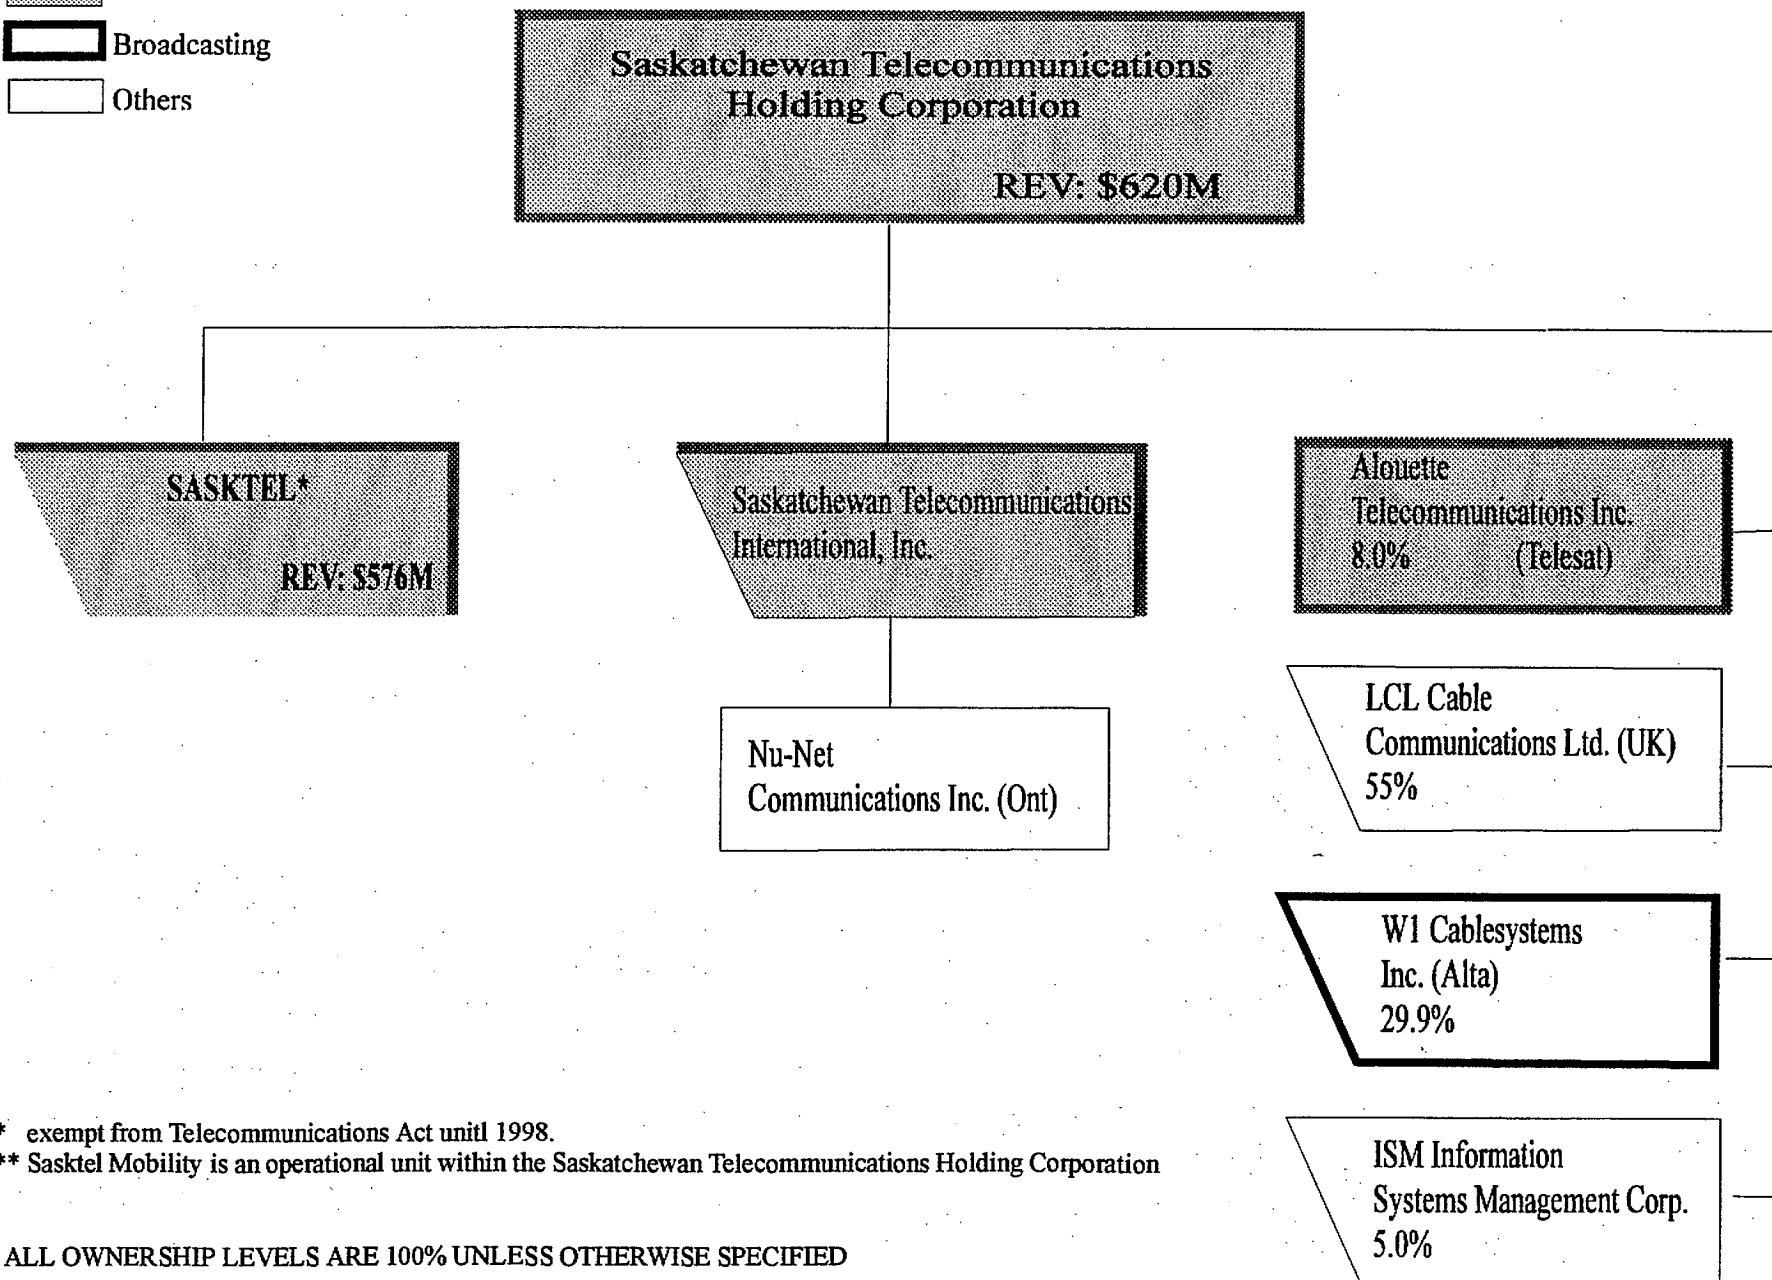 Broadcasting
Others
Saskatchewan Telecommunications
Holding Corporation
REV: $620M
SASKTEL*
REV: $576M
Saskatchewan Telecommunications
International, Inc.
Alouette
Telecommunications Inc.
8.0% (Telesat)
Nu-Net
Communications Inc. (Ont)
LCL Cable
Communications Ltd. (UK)
55%
W1 Cablesystems
Inc. (Alta)
29.9%
ISM Information
Systems Management Corp.
5.0%
* exempt from Telecommunications Act unitl 1998.
** Sasktel Mobility is an operational unit within the Saskatchewan Telecommunications Holding Corporation
ALL OWNERSHIP LEVELS ARE 100% UNLESS OTHERWISE SPECIFIED